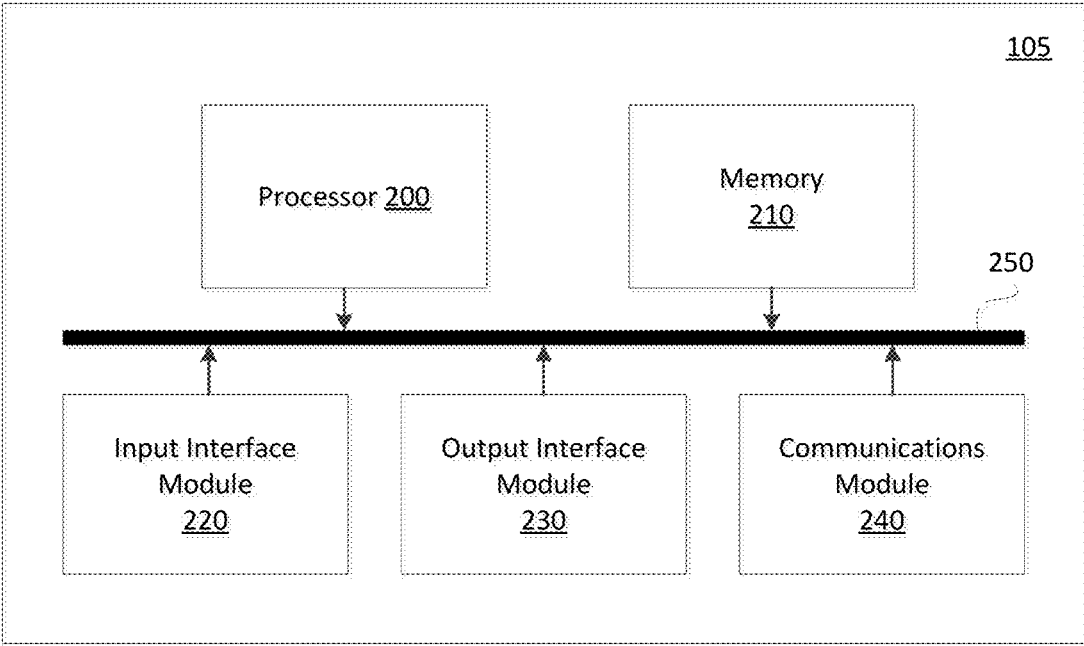 105
Processor 200
Memory
210
250
Input Interface
Module
220
Output Interface
Module
230
Communications
Module
240